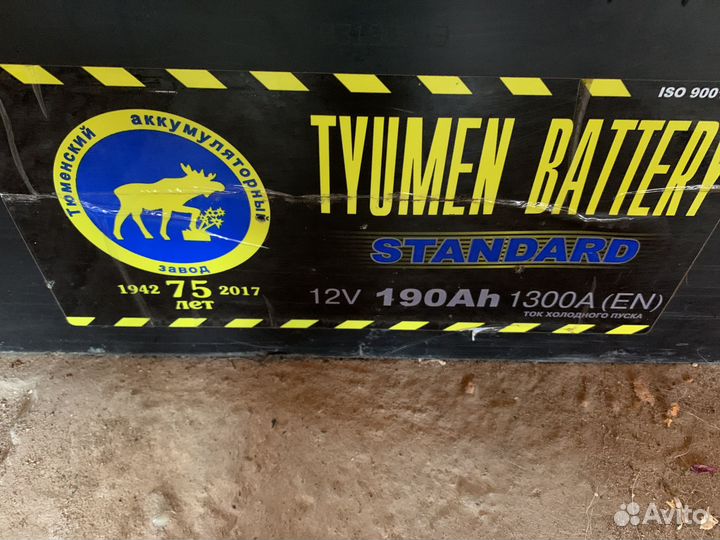 ISO 900
Тюменский аккумуляторный
завод
1942 75 2017
лет
TYUMEN BATTERY
STANDARD
12V 190Ah 1300A (EN)
ТОК ХОЛОДНОГО ПУСКА
Avito